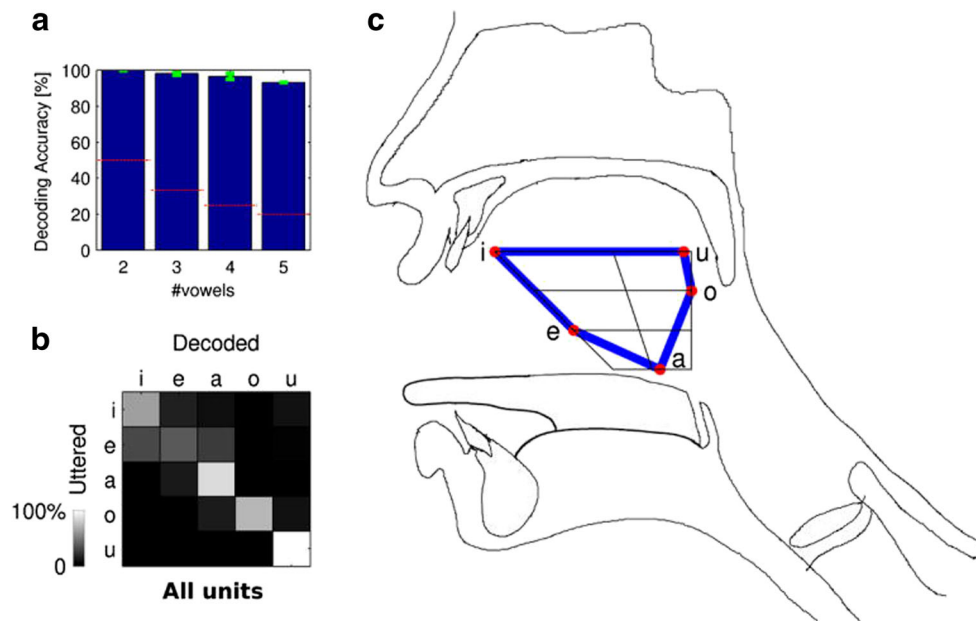 a
Decoding Accuracy [%]
100
80
60
40
20
0
2 3 4 5
#vowels
b
Decoded
i e a o u
Uttered
i
e
a
o
u
100%
0
All units
c
i
u
o
e
a